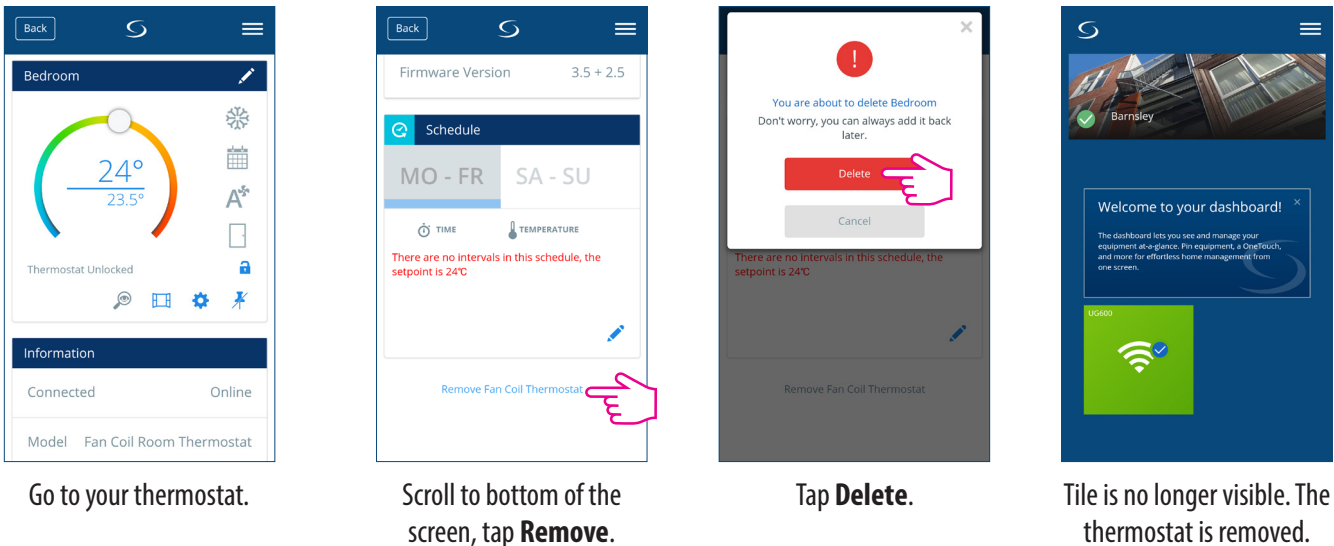 Back
Bedroom
24°
23.5°
A
Thermostat Unlocked
Information
Connected Online
Model Fan Coil Room Thermostat
Go to your thermostat.
Back
Firmware Version 3.5 + 2.5
Schedule
MO - FR SA - SU
TIME TEMPERATURE
There are no intervals in this schedule, the
setpoint is 24℃
Remove Fan Coil Thermostat
Scroll to bottom of the
screen, tap Remove.
×
!
You are about to delete Bedroom
Don't worry, you can always add it back
later.
Delete
Cancel
There are no intervals in this schedule, the
setpoint is 24℃
Remove Fan Coil Thermostat
Tap Delete.
Barnsley
Welcome to your dashboard! ×
The dashboard lets you see and manage your
equipment at-a-glance. Pin equipment, a OneTouch,
and more for effortless home management from
one screen.
UG600
Tile is no longer visible. The
thermostat is removed.